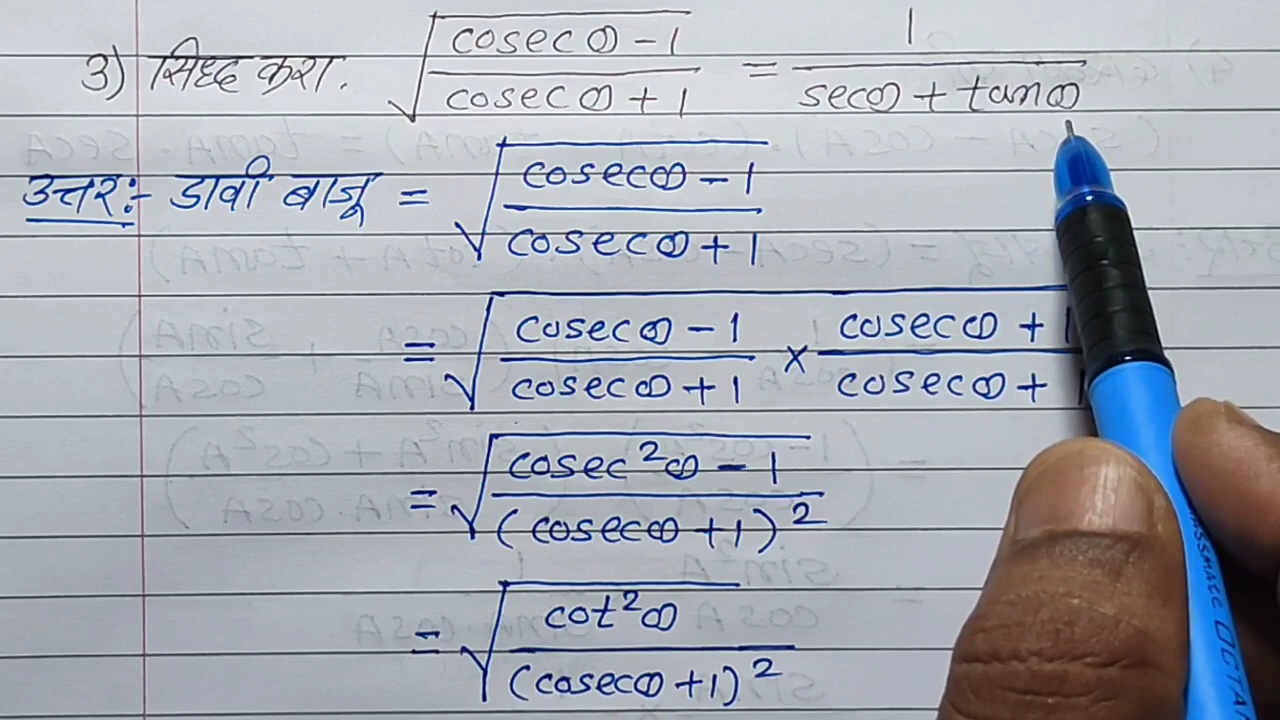 3) सिध्द करा. √(cosecθ - 1 / cosecθ + 1) = 1 / secθ + tanθ
उत्तर:- डावी बाजू = √(cosecθ - 1 / cosecθ + 1)
= √(cosecθ - 1 / cosecθ + 1 × cosecθ + 1 / cosecθ + 1)
= √(cosec²θ - 1 / (cosecθ + 1)²)
= √(cot²θ / (cosecθ + 1)²)